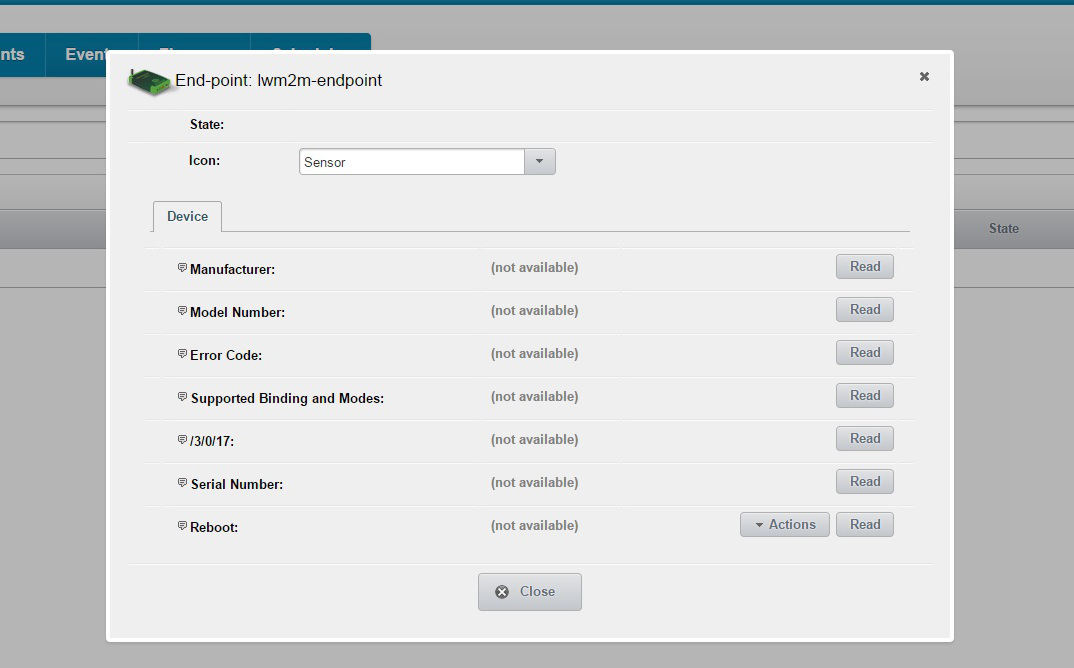 nts
End-point: lwm2m-endpoint
State:
Icon: Sensor
Device
State
Manufacturer: (not available) Read
Model Number: (not available) Read
Error Code: (not available) Read
Supported Binding and Modes: (not available) Read
/3/0/17: (not available) Read
Serial Number: (not available) Read
Reboot: (not available) Actions Read
Close